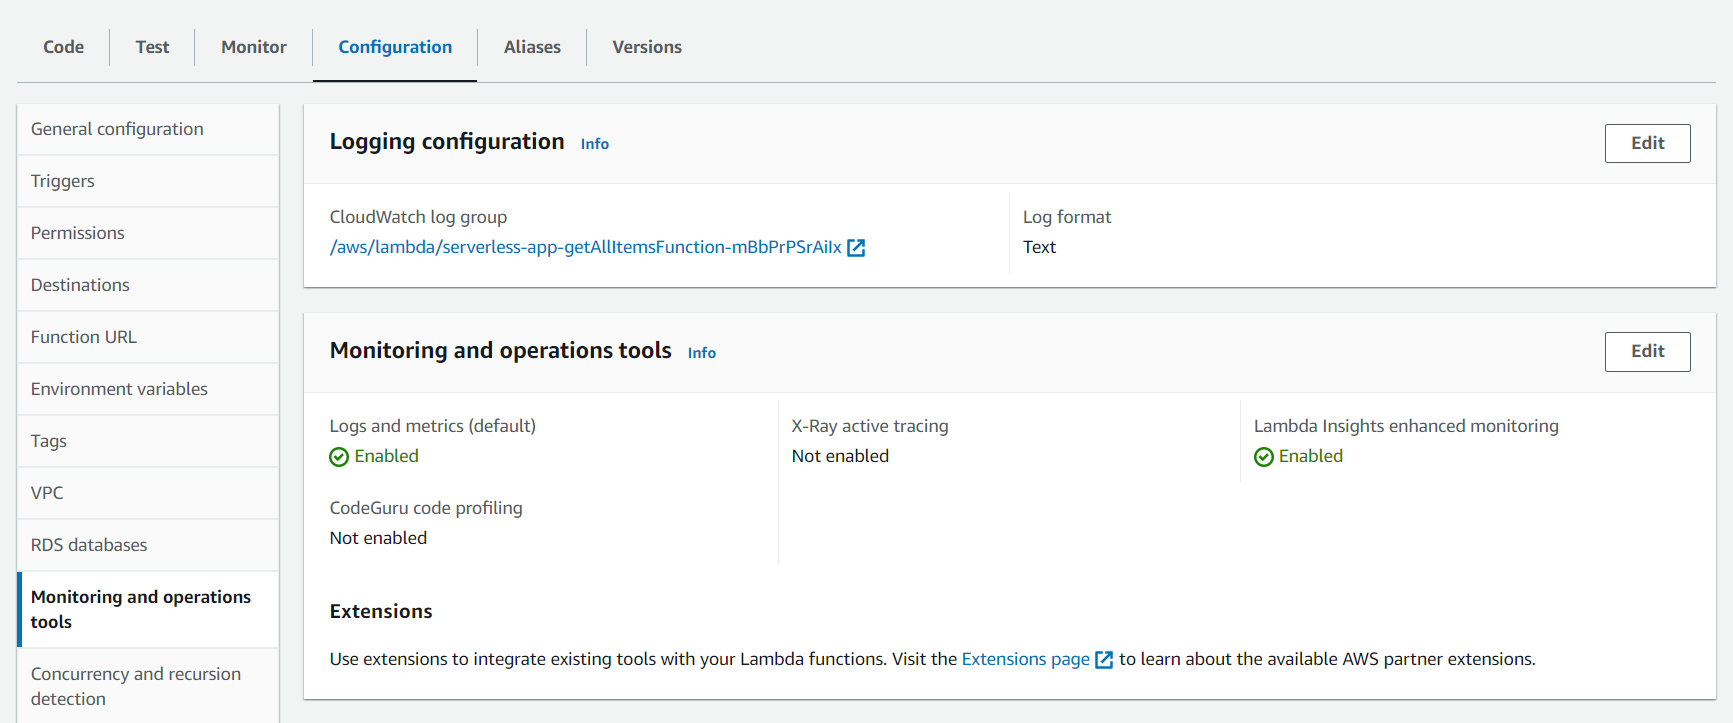 Code
Test
Monitor
Configuration
Aliases
Versions
General configuration
Triggers
Permissions
Destinations
Function URL
Environment variables
Tags
VPC
RDS databases
Monitoring and operations
tools
Concurrency and recursion
detection
Logging configuration Info
Edit
CloudWatch log group
/aws/lambda/serverless-app-getAllItemsFunction-mBbPrPSrAiIx
Log format
Text
Monitoring and operations tools Info
Edit
Logs and metrics (default)
Enabled
X-Ray active tracing
Not enabled
Lambda Insights enhanced monitoring
Enabled
CodeGuru code profiling
Not enabled
Extensions
Use extensions to integrate existing tools with your Lambda functions. Visit the Extensions page to learn about the available AWS partner extensions.